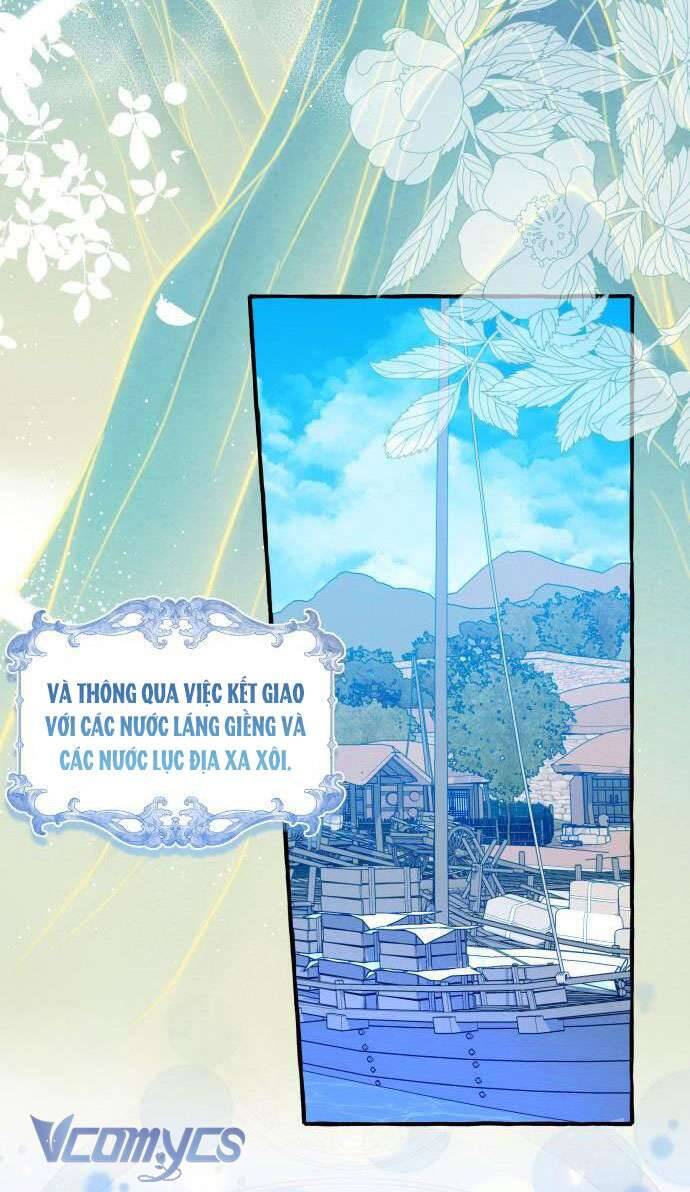 VÀ THÔNG QUA VIỆC KẾT GIAO
VỚI CÁC NƯỚC LÁNG GIỀNG VÀ
CÁC NƯỚC LỤC ĐỊA XA XÔI.
VCOMYCS